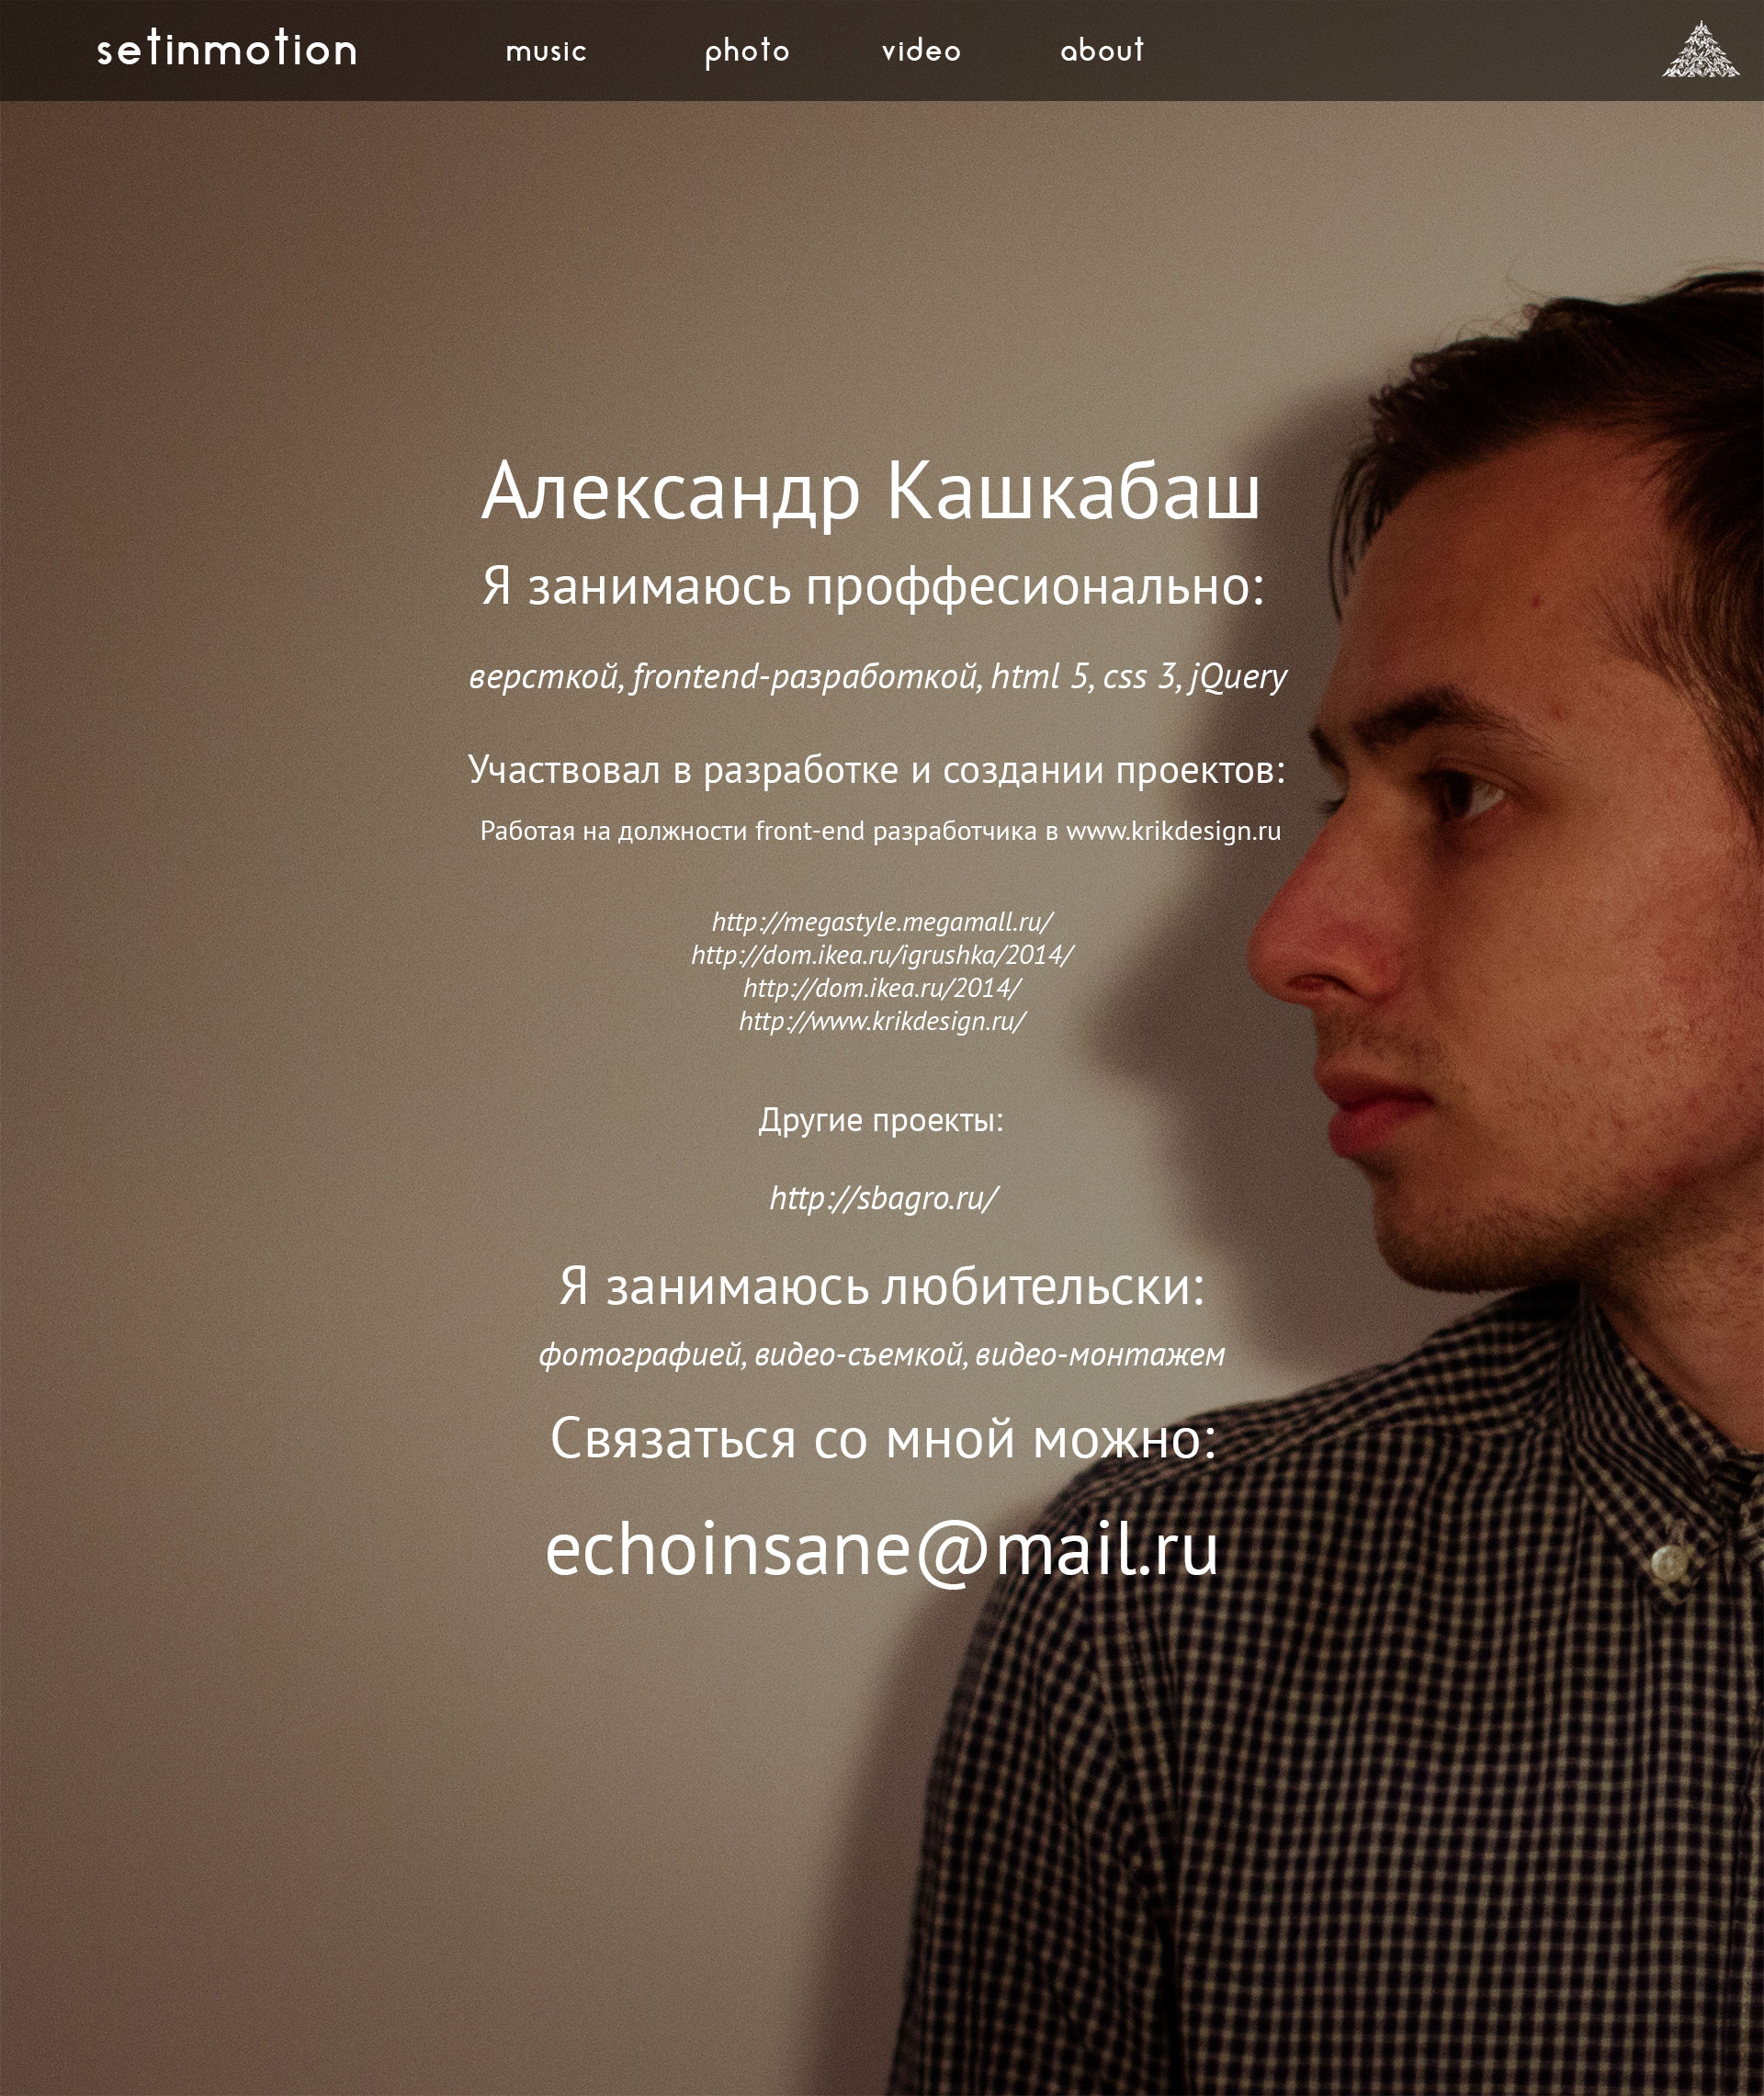 setinmotion music photo video about
Александр Кашкабаш
Я занимаюсь проффесионально:
версткой, frontend-разработкой, html 5, css 3, jQuery
Участвовал в разработке и создании проектов:
Работая на должности front-end разработчика в www.krikdesign.ru
http://megastyle.megamall.ru/
http://dom.ikea.ru/igrushka/2014/
http://dom.ikea.ru/2014/
http://www.krikdesign.ru/
Другие проекты:
http://sbagro.ru/
Я занимаюсь любительски:
фотографией, видео-съемкой, видео-монтажем
Связаться со мной можно:
echoinsane@mail.ru